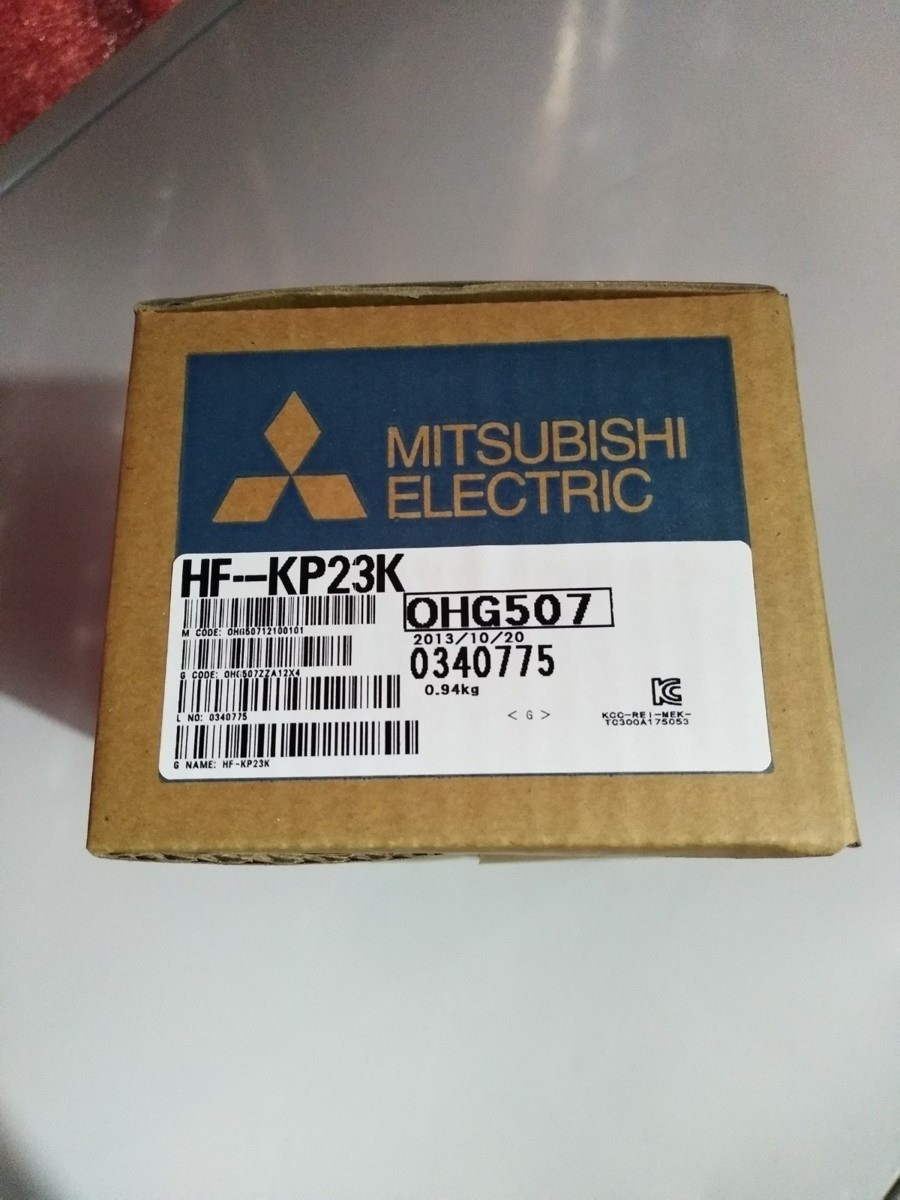 MITSUBISHI
ELECTRIC
HF-KP23K
OHG507
M CODE: OHG50712100101
2013/10/20
0340775
G CODE: OHG507ZZA12X4
0.94kg
L NO: 0340775
< G >
KCC-REI-MEK-
TC300A175053
G NAME: HF-KP23K